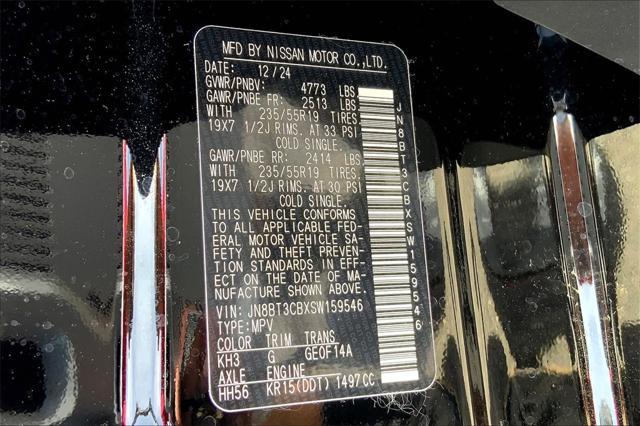 MFD BY NISSAN MOTOR CO.,LTD.
DATE: 12/24
GVWR/PNBV: 4773 LBS
GAWR/PNBE FR: 2513 LBS
WITH 235/55R19 TIRES
19X7 1/2J RIMS. AT 33 PSI
COLD SINGLE.
GAWR/PNBE RR: 2414 LBS
WITH 235/55R19 TIRES.
19X7 1/2J RIMS. AT 30 PSI
COLD SINGLE.
THIS VEHICLE CONFORMS
TO ALL APPLICABLE FED-
ERAL MOTOR VEHICLE SA-
FETY AND THEFT PREVEN-
TION STANDARDS IN EFF-
ECT ON THE DATE OF MA-
NUFACTURE SHOWN ABOVE.
VIN: JN8BT3CBXSW159546
TYPE:MPV
COLOR TRIM TRANS
KH3 G GE0F14A
AXLE ENGINE
HH56 KR15(DDT) 1497CC
JN8BT3CBXSW159546